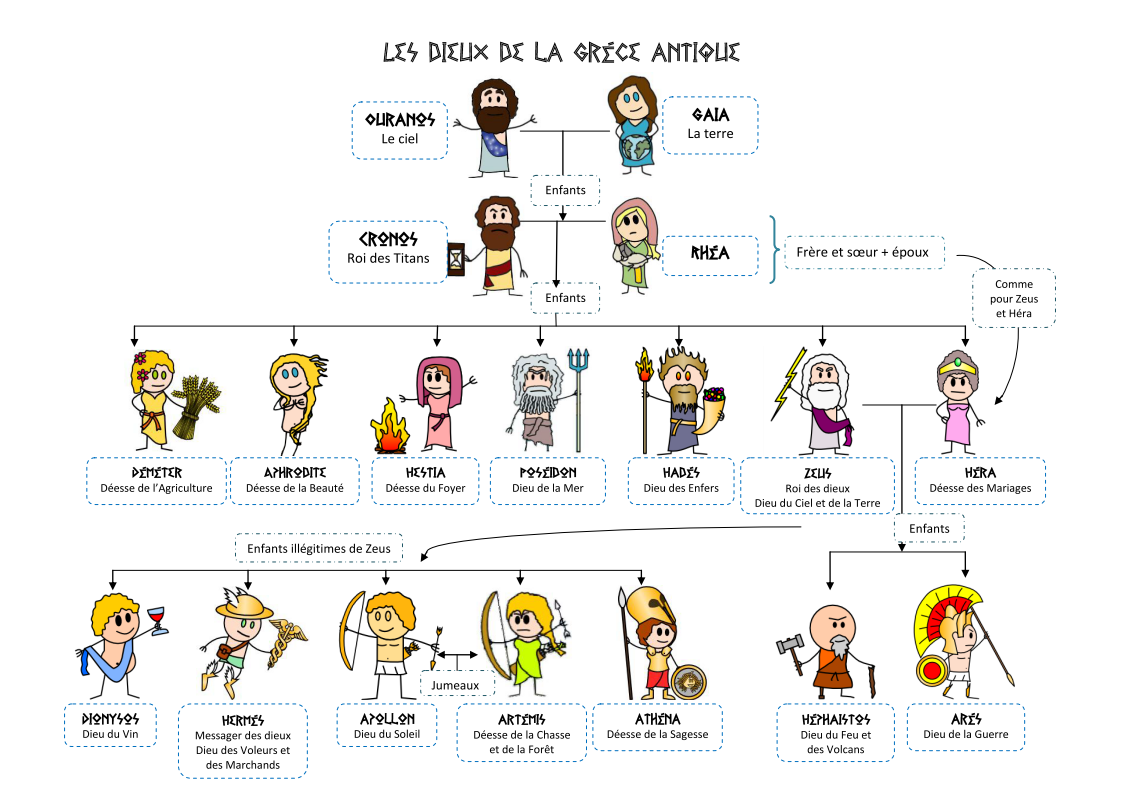 LES DIEUX DE LA GRÉCE ANTIQUE
OURANOS
Le ciel
GAIA
La terre
Enfants
CRONOS
Roi des Titans
RHÉA
Frère et sœur + époux
Comme
pour Zeus
et Héra
Enfants
DÉMÉTER
Déesse de l’Agriculture
APHRODITE
Déesse de la Beauté
HESTIA
Déesse du Foyer
POSÉIDON
Dieu de la Mer
HADÈS
Dieu des Enfers
ZEUS
Roi des dieux
Dieu du Ciel et de la Terre
HÉRA
Déesse des Mariages
Enfants
Enfants illégitimes de Zeus
Jumeaux
DIONYSOS
Dieu du Vin
HERMÈS
Messager des dieux
Dieu des Voleurs et
des Marchands
APOLLON
Dieu du Soleil
ARTÉMIS
Déesse de la Chasse
et de la Forêt
ATHÉNA
Déesse de la Sagesse
HÉPHAISTOS
Dieu du Feu et
des Volcans
ARÈS
Dieu de la Guerre